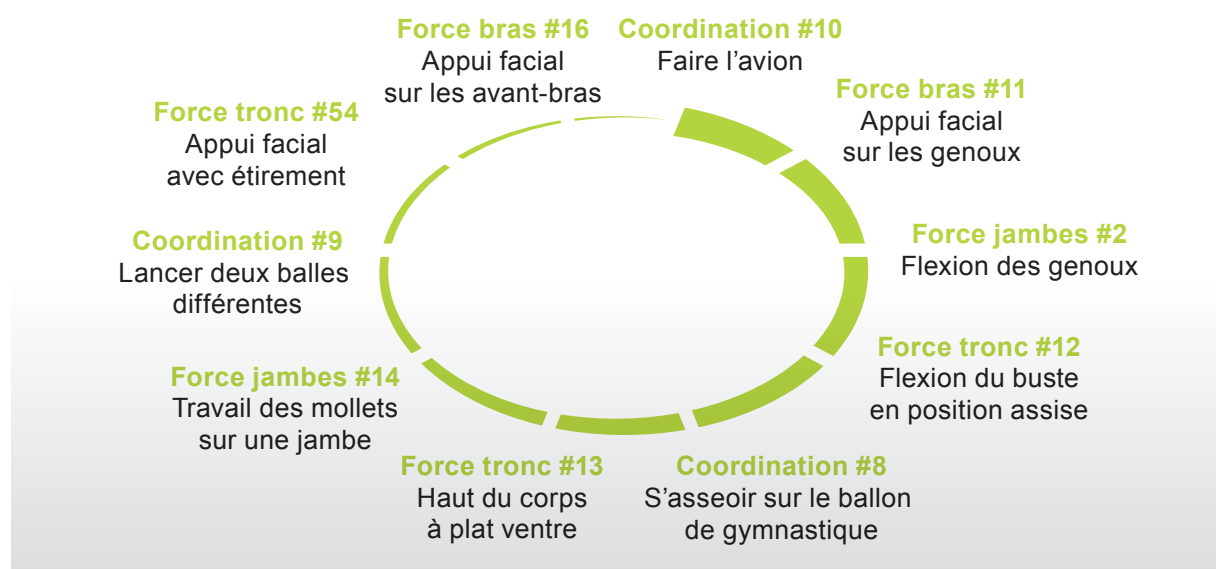 Force bras #16
Appui facial
sur les avant-bras
Coordination #10
Faire l’avion
Force bras #11
Appui facial
sur les genoux
Force jambes #2
Flexion des genoux
Force tronc #12
Flexion du buste
en position assise
Coordination #8
S’asseoir sur le ballon
de gymnastique
Force tronc #13
Haut du corps
à plat ventre
Force jambes #14
Travail des mollets
sur une jambe
Coordination #9
Lancer deux balles
différentes
Force tronc #54
Appui facial
avec étirement